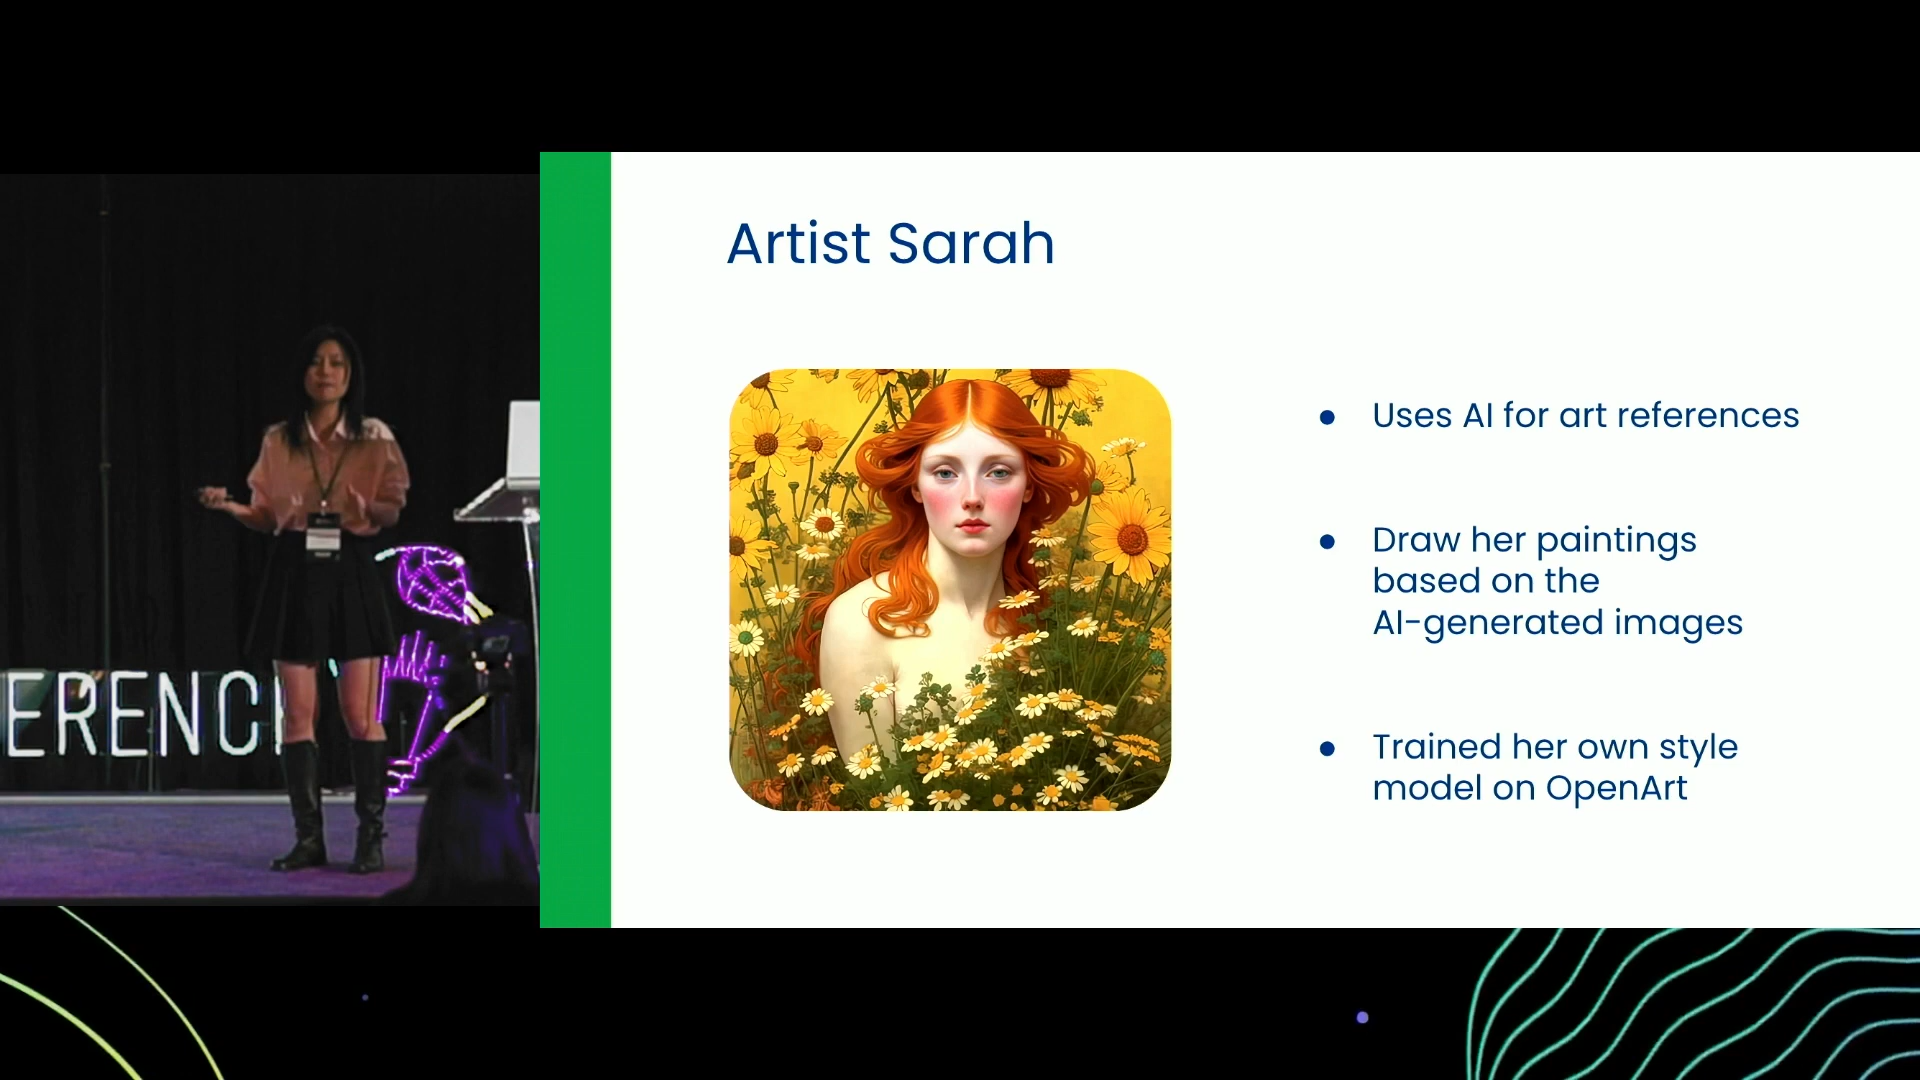 Artist Sarah
Uses AI for art references
Draw her paintings
based on the
AI-generated images
Trained her own style
model on OpenArt
ERENC